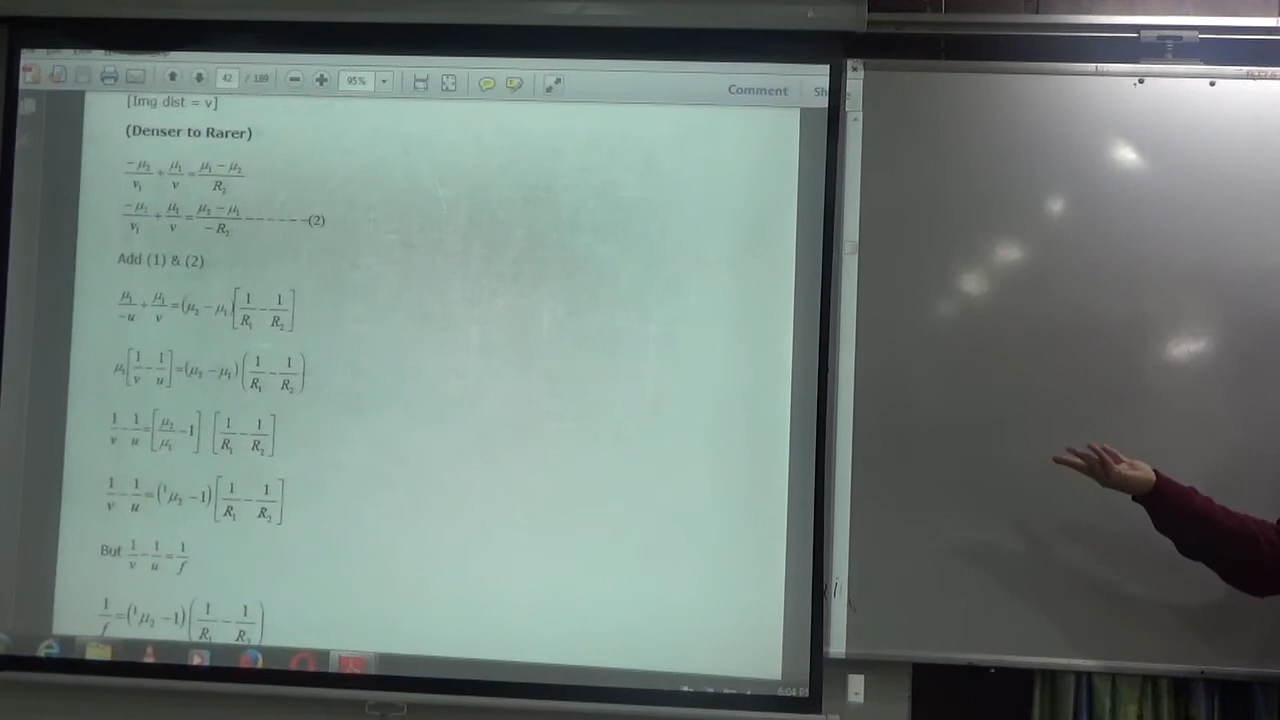 42 / 189
95%
Comment
[Img dist = v]
(Denser to Rarer)
-μ₂/v₁ + μ₁/v = (μ₁ - μ₂)/R₂
-μ₂/v₁ + μ₁/v = (μ₂ - μ₁)/-R₂ ------(2)
Add (1) & (2)
μ₁/-u + μ₁/v = (μ₂ - μ₁)[1/R₁ - 1/R₂]
μ₁[1/v - 1/u] = (μ₂ - μ₁)(1/R₁ - 1/R₂)
1/v - 1/u = [μ₂/μ₁ - 1] [1/R₁ - 1/R₂]
1/v - 1/u = (¹μ₂ - 1)[1/R₁ - 1/R₂]
But 1/v - 1/u = 1/f
1/f = (¹μ₂ - 1)(1/R₁ - 1/R₂)